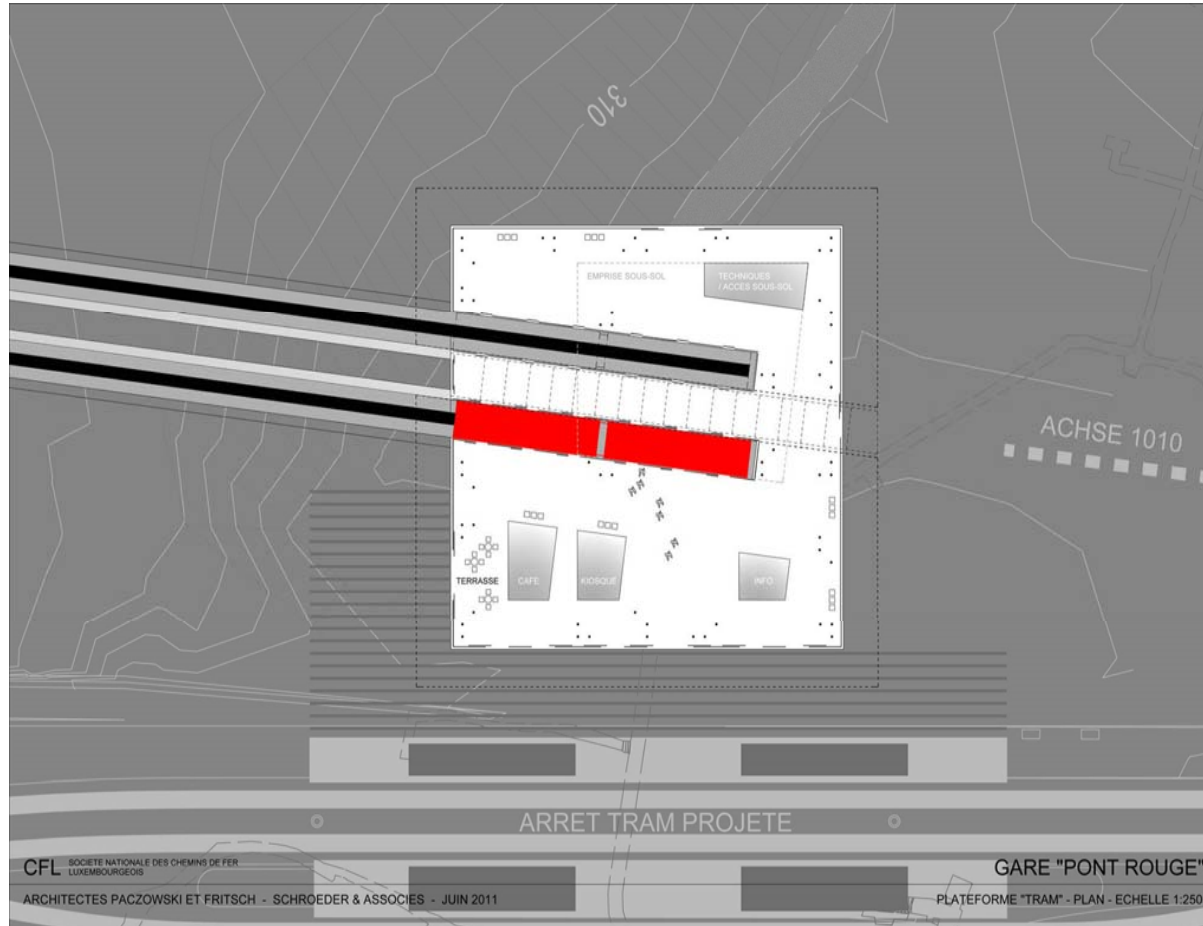 310
EMPRISE SOUS-SOL
TECHNIQUES
/ ACCES SOUS-SOL
ACHSE 1010
TERRASSE
CAFE
KIOSQUE
INFO
ARRET TRAM PROJETE
CFL SOCIETE NATIONALE DES CHEMINS DE FER
LUXEMBOURGEOIS
GARE "PONT ROUGE"
ARCHITECTES PACZOWSKI ET FRITSCH - SCHROEDER & ASSOCIES - JUIN 2011
PLATEFORME "TRAM" - PLAN - ECHELLE 1:250